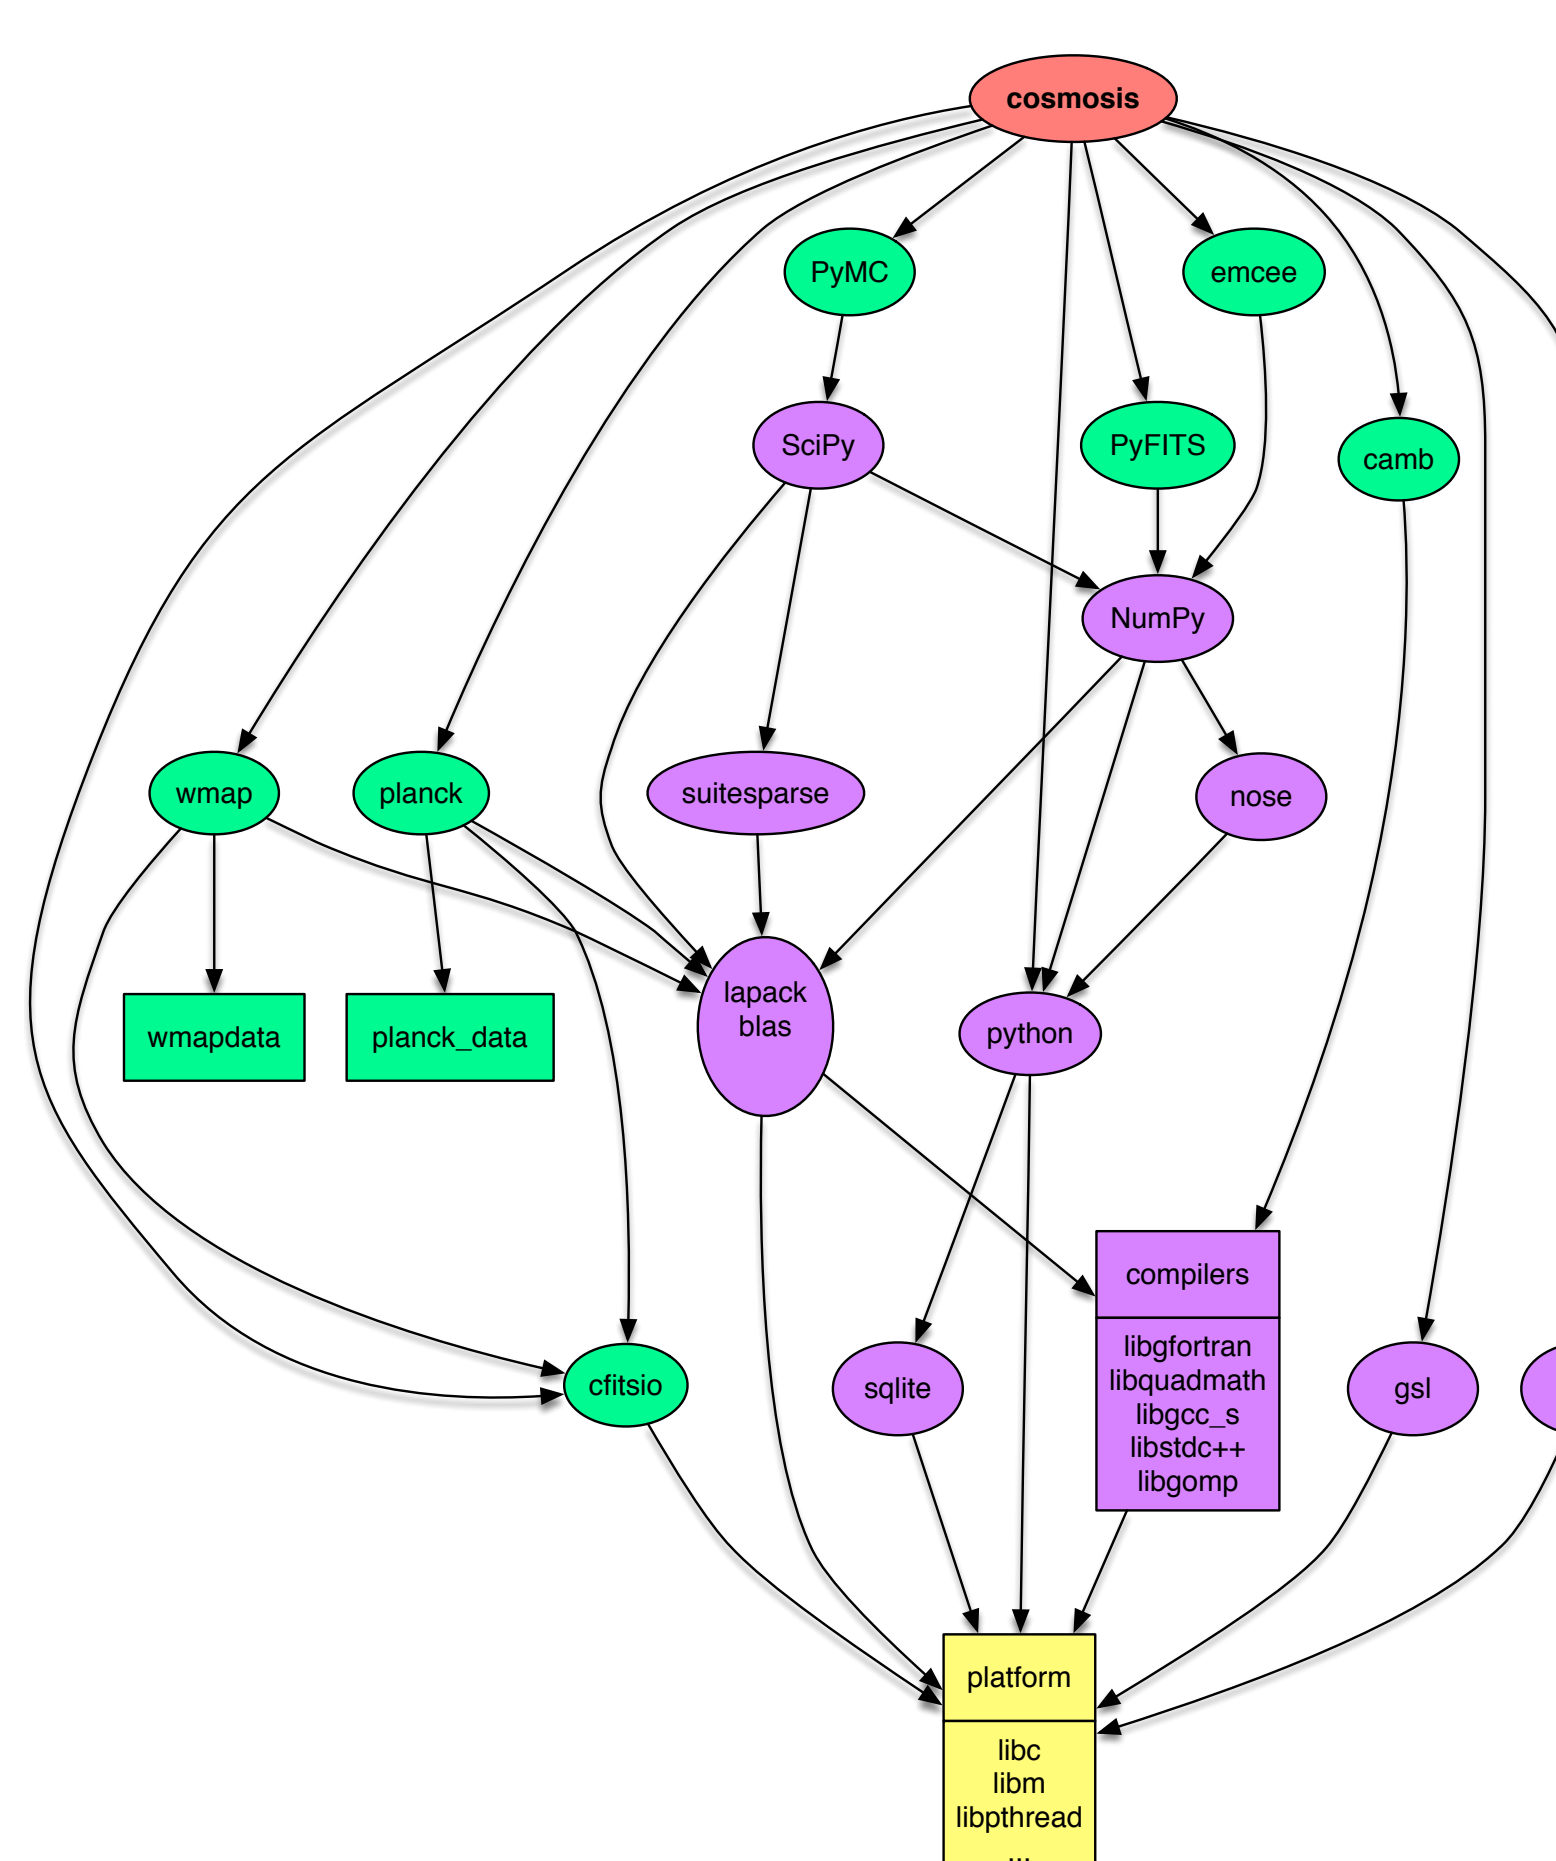 cosmosis
PyMC
emcee
SciPy
PyFITS
camb
NumPy
wmap
planck
suitesparse
nose
wmapdata
planck_data
lapack
blas
python
compilers
libgfortran
libquadmath
libgcc_s
libstdc++
libgomp
cfitsio
sqlite
gsl
platform
libc
libm
libpthread
...